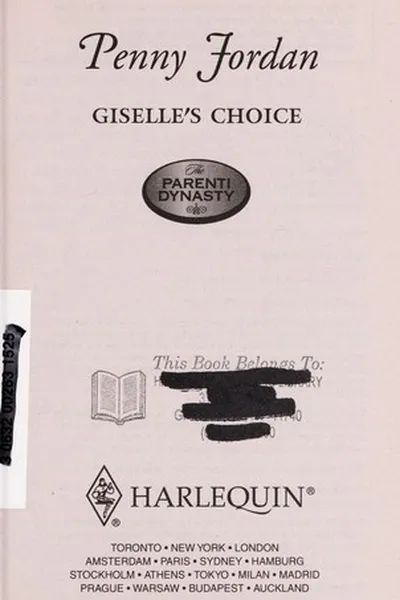 Penny Jordan
GISELLE'S CHOICE
The
PARENTI
DYNASTY
This Book Belongs To:
HARLEQUIN®
TORONTO • NEW YORK • LONDON
AMSTERDAM • PARIS • SYDNEY • HAMBURG
STOCKHOLM • ATHENS • TOKYO • MILAN • MADRID
PRAGUE • WARSAW • BUDAPEST • AUCKLAND